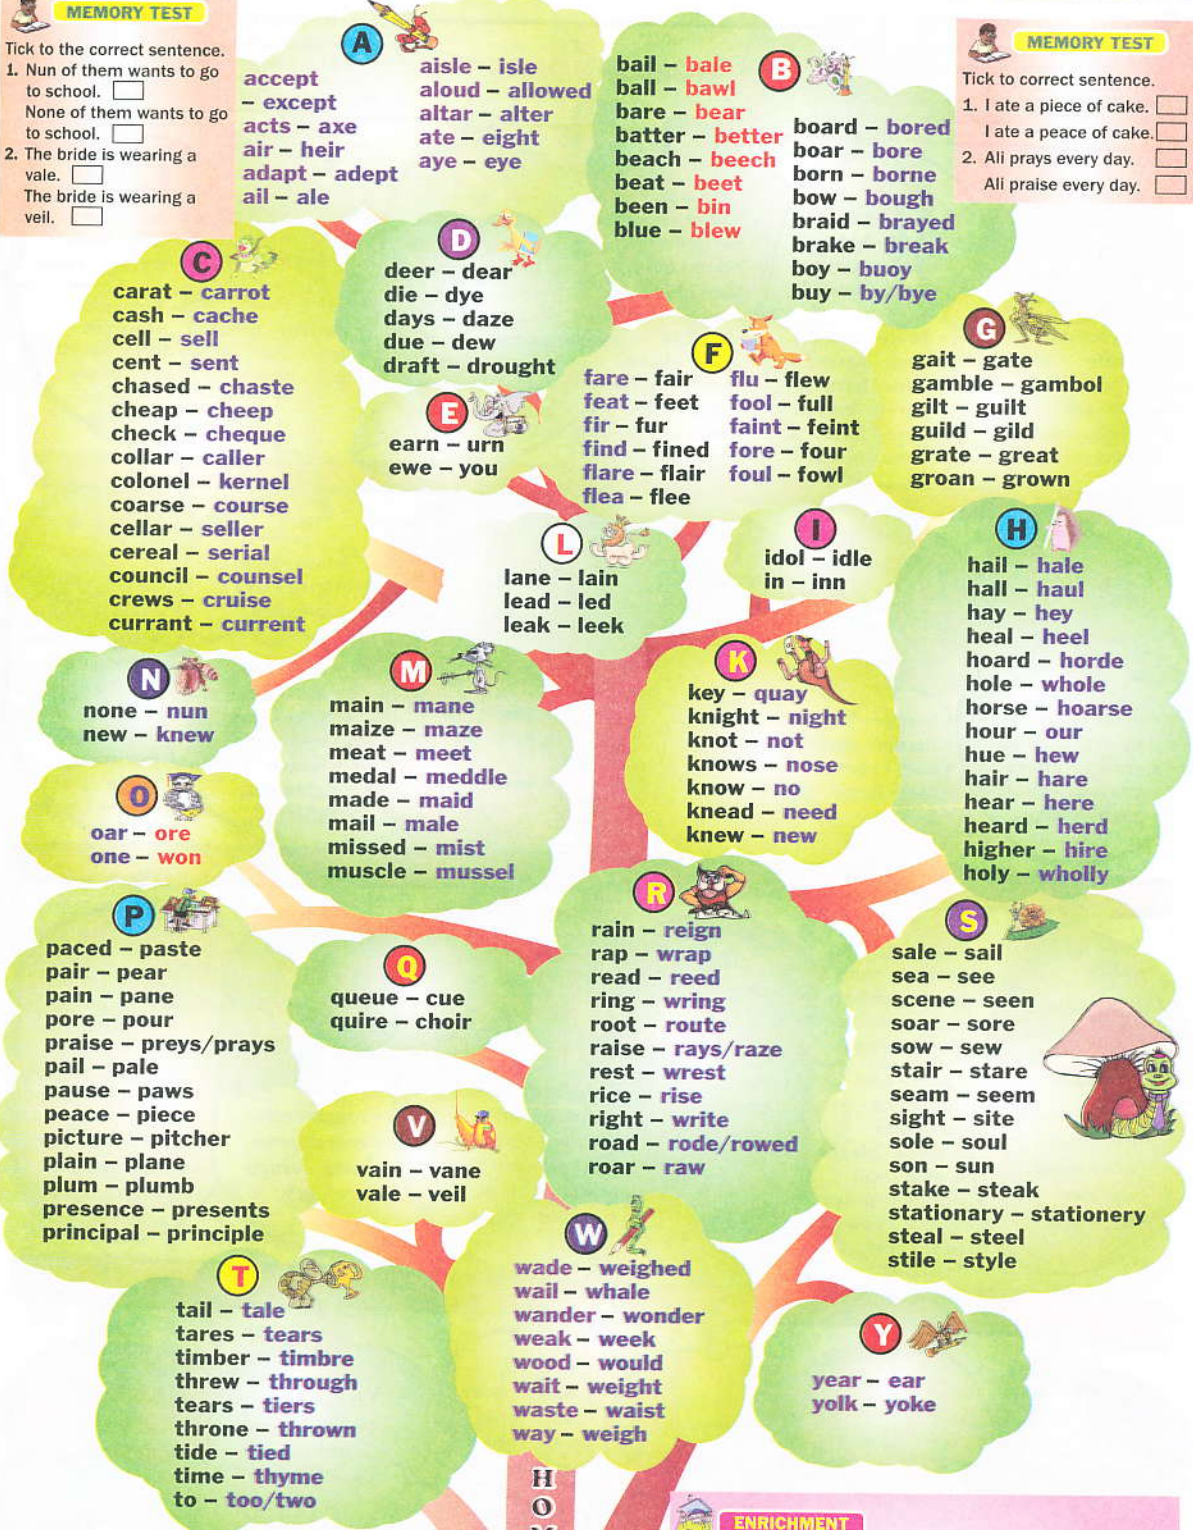 MEMORY TEST
Tick to the correct sentence.
1. Nun of them wants to go
to school.
None of them wants to go
to school.
2. The bride is wearing a
vale.
The bride is wearing a
veil.
A
accept
– except
acts – axe
air – heir
adapt – adept
ail – ale
aisle – isle
aloud – allowed
altar – alter
ate – eight
aye – eye
B
bail – bale
ball – bawl
bare – bear
batter – better
beach – beech
beat – beet
been – bin
blue – blew
board – bored
boar – bore
born – borne
bow – bough
braid – brayed
brake – break
boy – buoy
buy – by/bye
MEMORY TEST
Tick to correct sentence.
1. I ate a piece of cake.
I ate a peace of cake.
2. Ali prays every day.
Ali praise every day.
C
carat – carrot
cash – cache
cell – sell
cent – sent
chased – chaste
cheap – cheep
check – cheque
collar – caller
colonel – kernel
coarse – course
cellar – seller
cereal – serial
council – counsel
crews – cruise
currant – current
D
deer – dear
die – dye
days – daze
due – dew
draft – drought
E
earn – urn
ewe – you
F
fare – fair
feat – feet
fir – fur
find – fined
flare – flair
flea – flee
flu – flew
fool – full
faint – feint
fore – four
foul – fowl
G
gait – gate
gamble – gambol
gilt – guilt
guild – gild
grate – great
groan – grown
L
lane – lain
lead – led
leak – leek
I
idol – idle
in – inn
H
hail – hale
hall – haul
hay – hey
heal – heel
hoard – horde
hole – whole
horse – hoarse
hour – our
hue – hew
hair – hare
hear – here
heard – herd
higher – hire
holy – wholly
N
none – nun
new – knew
M
main – mane
maize – maze
meat – meet
medal – meddle
made – maid
mail – male
missed – mist
muscle – mussel
K
key – quay
knight – night
knot – not
knows – nose
know – no
knead – need
knew – new
O
oar – ore
one – won
P
paced – paste
pair – pear
pain – pane
pore – pour
praise – preys/prays
pail – pale
pause – paws
peace – piece
picture – pitcher
plain – plane
plum – plumb
presence – presents
principal – principle
Q
queue – cue
quire – choir
R
rain – reign
rap – wrap
read – reed
ring – wring
root – route
raise – rays/raze
rest – wrest
rice – rise
right – write
road – rode/rowed
roar – raw
S
sale – sail
sea – see
scene – seen
soar – sore
sow – sew
stair – stare
seam – seem
sight – site
sole – soul
son – sun
stake – steak
stationary – stationery
steal – steel
stile – style
V
vain – vane
vale – veil
T
tail – tale
tares – tears
timber – timbre
threw – through
tears – tiers
throne – thrown
tide – tied
time – thyme
to – too/two
W
wade – weighed
wail – whale
wander – wonder
weak – week
wood – would
wait – weight
waste – waist
way – weigh
Y
year – ear
yolk – yoke
H
O
ENRICHMENT